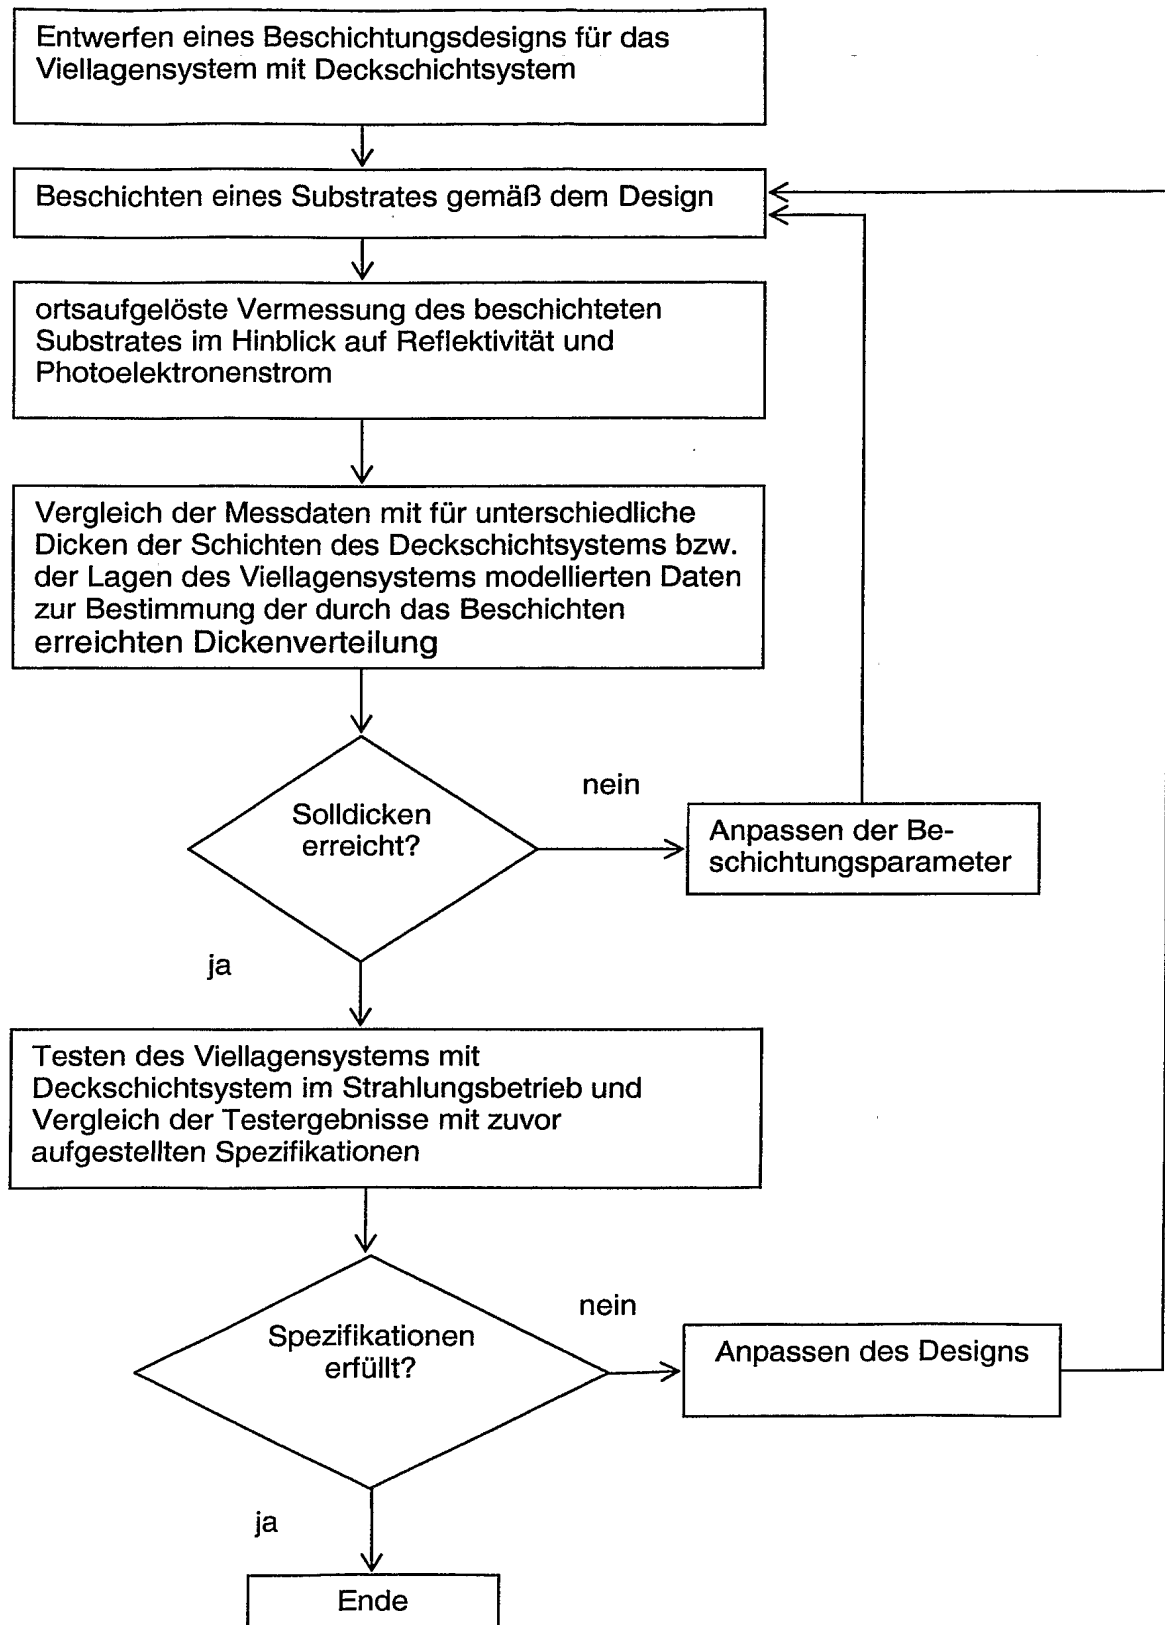 Entwerfen eines Beschichtungsdesigns für das
Viellagensystem mit Deckschichtsystem
Beschichten eines Substrates gemäß dem Design
ortsaufgelöste Vermessung des beschichteten
Substrates im Hinblick auf Reflektivität und
Photoelektronenstrom
Vergleich der Messdaten mit für unterschiedliche
Dicken der Schichten des Deckschichtsystems bzw.
der Lagen des Viellagensystems modellierten Daten
zur Bestimmung der durch das Beschichten
erreichten Dickenverteilung
Solldicken
erreicht?
nein
Anpassen der Be-
schichtungsparameter
ja
Testen des Viellagensystems mit
Deckschichtsystem im Strahlungsbetrieb und
Vergleich der Testergebnisse mit zuvor
aufgestellten Spezifikationen
Spezifikationen
erfüllt?
nein
Anpassen des Designs
ja
Ende